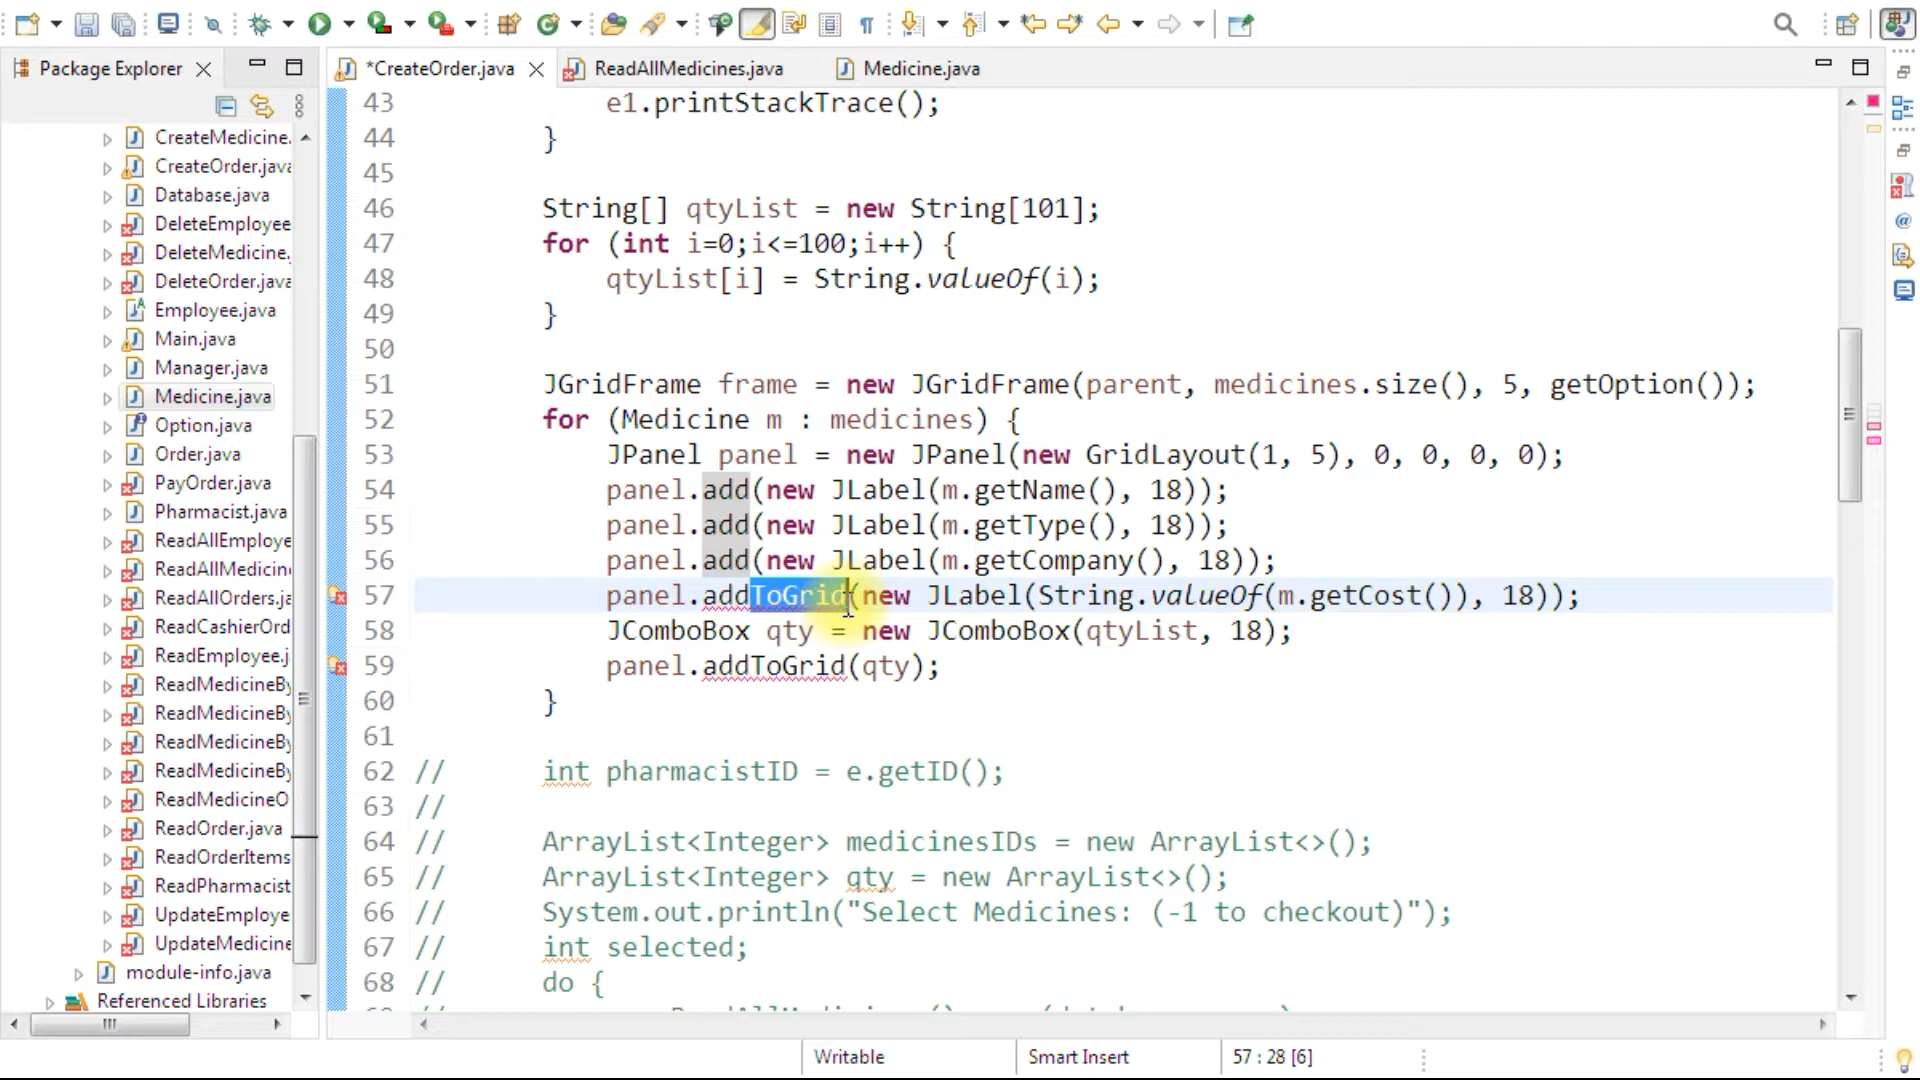 Package Explorer
*CreateOrder.java
ReadAllMedicines.java
Medicine.java
CreateMedicine.
CreateOrder.java
Database.java
DeleteEmployee
DeleteMedicine.
DeleteOrder.java
Employee.java
Main.java
Manager.java
Medicine.java
Option.java
Order.java
PayOrder.java
Pharmacist.java
ReadAllEmploye
ReadAllMedicin
ReadAllOrders.ja
ReadCashierOrd
ReadEmployee.j
ReadMedicineBy
ReadMedicineBy
ReadMedicineBy
ReadMedicineBy
ReadMedicineO
ReadOrder.java
ReadOrderItems
ReadPharmacist
UpdateEmploye
UpdateMedicine
module-info.java
Referenced Libraries
43 e1.printStackTrace();
44 }
45
46 String[] qtyList = new String[101];
47 for (int i=0;i<=100;i++) {
48 qtyList[i] = String.valueOf(i);
49 }
50
51 JGridFrame frame = new JGridFrame(parent, medicines.size(), 5, getOption());
52 for (Medicine m : medicines) {
53 JPanel panel = new JPanel(new GridLayout(1, 5), 0, 0, 0, 0);
54 panel.add(new JLabel(m.getName(), 18));
55 panel.add(new JLabel(m.getType(), 18));
56 panel.add(new JLabel(m.getCompany(), 18));
57 panel.addToGrid(new JLabel(String.valueOf(m.getCost()), 18));
58 JComboBox qty = new JComboBox(qtyList, 18);
59 panel.addToGrid(qty);
60 }
61
62 // int pharmacistID = e.getID();
63 //
64 // ArrayList<Integer> medicinesIDs = new ArrayList<>();
65 // ArrayList<Integer> qty = new ArrayList<>();
66 // System.out.println("Select Medicines: (-1 to checkout)");
67 // int selected;
68 // do {
Writable
Smart Insert
57 : 28 [6]